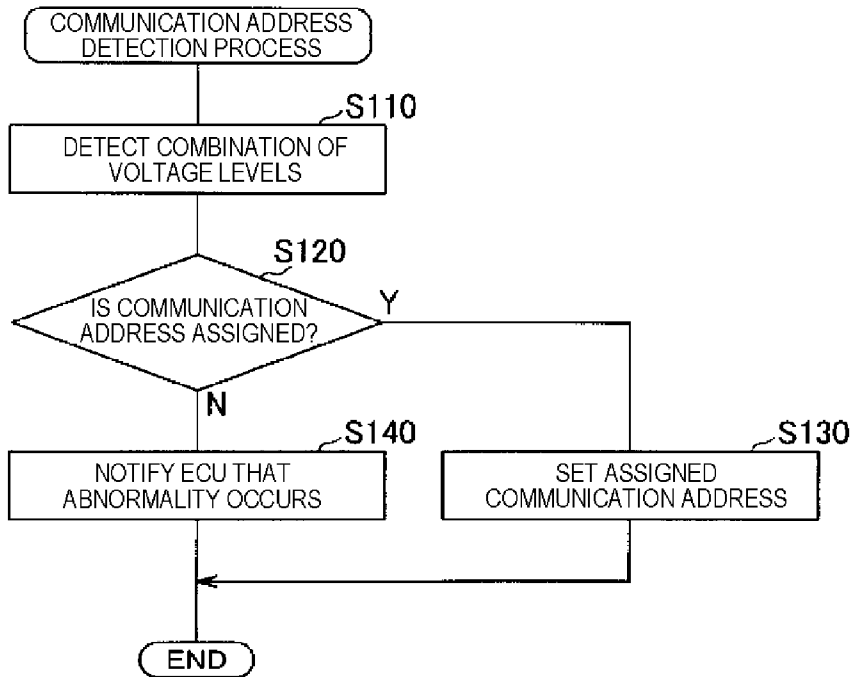 COMMUNICATION ADDRESS
DETECTION PROCESS
S110
DETECT COMBINATION OF
VOLTAGE LEVELS
S120
IS COMMUNICATION
ADDRESS ASSIGNED?
Y
N
S140
NOTIFY ECU THAT
ABNORMALITY OCCURS
S130
SET ASSIGNED
COMMUNICATION ADDRESS
END